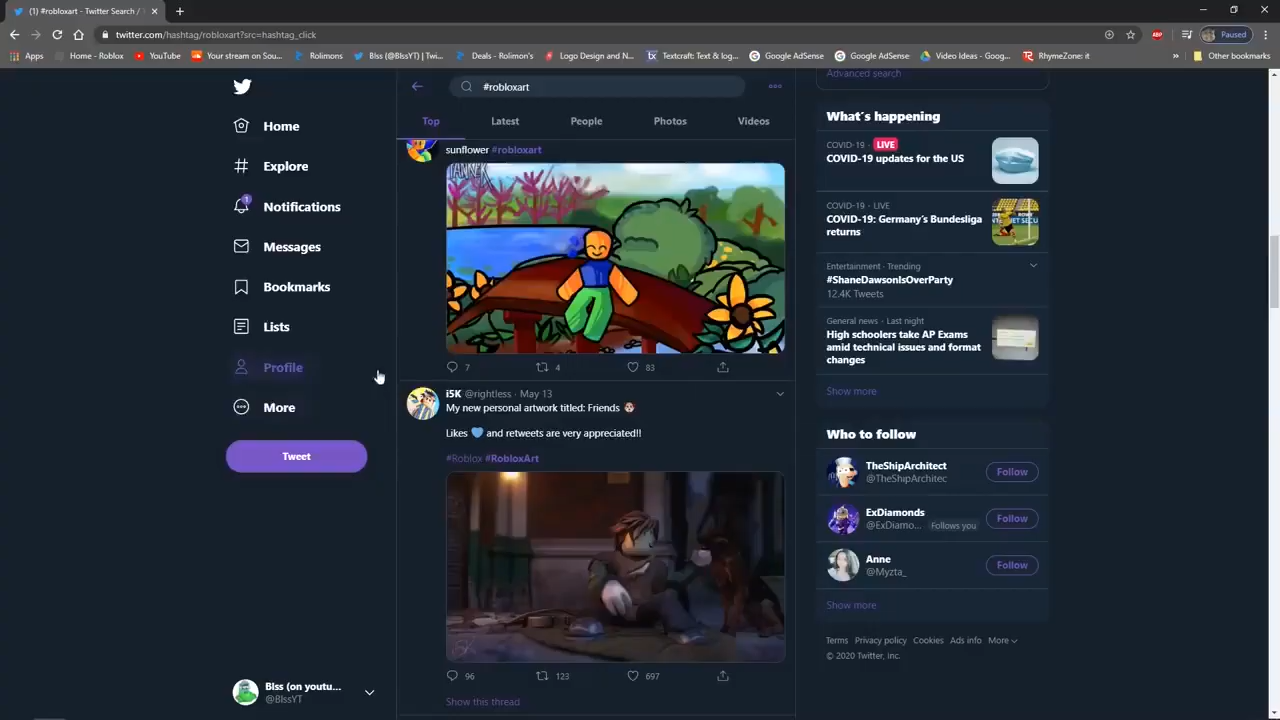 (1) #robloxart - Twitter Search /
twitter.com/hashtag/robloxart?src=hashtag_click
Paused
Apps
Home - Roblox
YouTube
Your stream on So...
Rolimons
Blss (@BlssYT) | Twi...
Deals - Rolimon's
Logo Design and N...
Textcraft: Text & log...
Google AdSense
Google AdSense
Video Ideas - Goog...
RhymeZone: it
Other bookmarks
Home
Explore
1
Notifications
Messages
Bookmarks
Lists
Profile
More
Tweet
Blss (on youtu...
@BlssYT
#robloxart
Top
Latest
People
Photos
Videos
sunflower #robloxart
TANNEK
7
4
83
i5K @rightless · May 13
My new personal artwork titled: Friends
Likes 💙 and retweets are very appreciated!!
#Roblox #RobloxArt
96
123
697
Show this thread
Advanced search
What's happening
COVID-19 · LIVE
COVID-19 updates for the US
COVID-19 · LIVE
COVID-19: Germany's Bundesliga
returns
Entertainment · Trending
#ShaneDawsonIsOverParty
12.4K Tweets
General news · Last night
High schoolers take AP Exams
amid technical issues and format
changes
Show more
Who to follow
TheShipArchitect
@TheShipArchitec
Follow
ExDiamonds
@ExDiamo... Follows you
Follow
Anne
@Myzta_
Follow
Show more
Terms Privacy policy Cookies Ads info More
© 2020 Twitter, Inc.